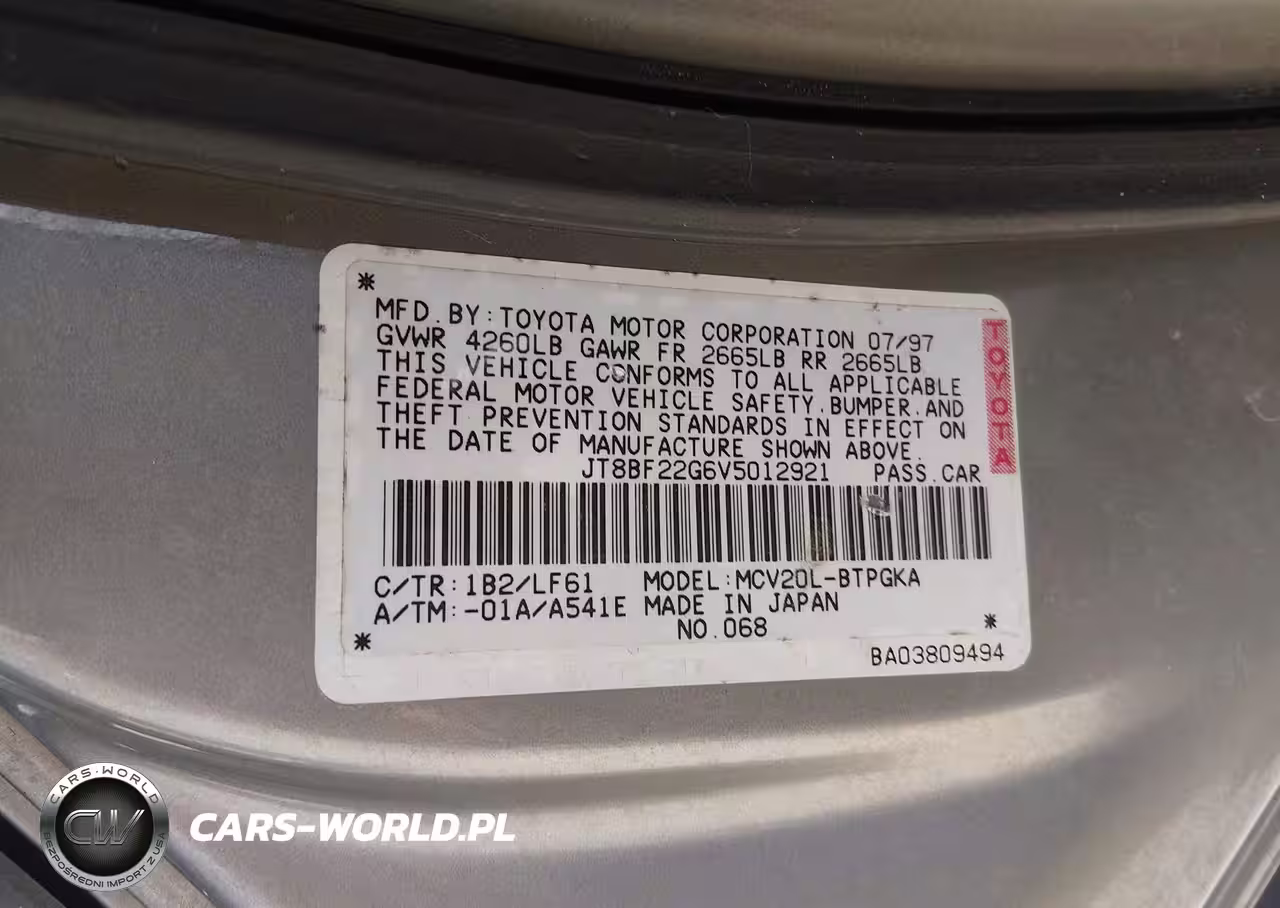 MFD. BY: TOYOTA MOTOR CORPORATION 07/97
GVWR 4260LB GAWR FR 2665LB RR 2665LB
THIS VEHICLE CONFORMS TO ALL APPLICABLE
FEDERAL MOTOR VEHICLE SAFETY. BUMPER. AND
THEFT PREVENTION STANDARDS IN EFFECT ON
THE DATE OF MANUFACTURE SHOWN ABOVE.
JT8BF22G6V5012921 PASS. CAR
TOYOTA
C/TR: 1B2/LF61 MODEL: MCV20L-BTPGKA
A/TM: -01A/A541E MADE IN JAPAN
NO. 068
BA03809494
CARS-WORLD
CW
BEZPOŚREDNI IMPORT Z USA
CARS-WORLD.PL